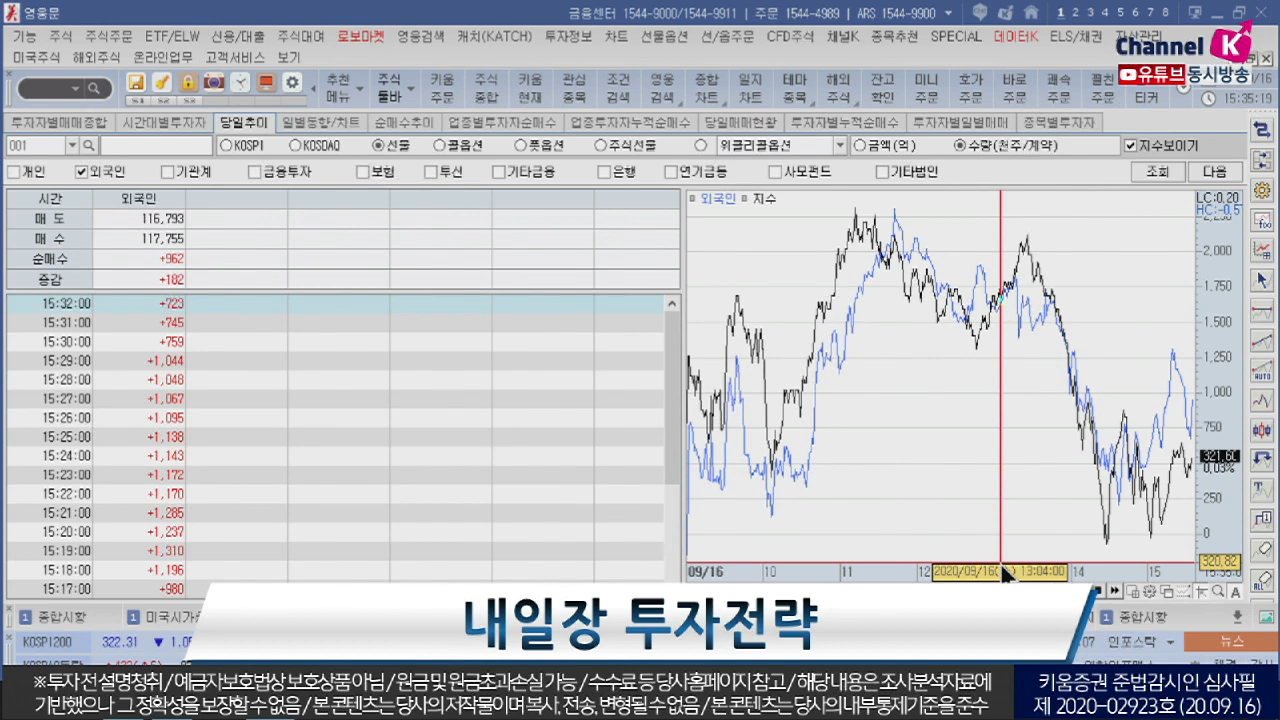 영웅문
금융센터 1544-9000/1544-9911 | 주문 1544-4989 | ARS 1544-9900
1 2 3 4 5 6 7 8
기능 주식 주식주문 ETF/ELW 신용/대출 주식대여 로보마켓 영웅검색 캐치(KATCH) 투자정보 차트 선물옵션 선/옵주문 CFD주식 채널K 종목추천 SPECIAL 데이터K ELS/채권 자산관리
미국주식 해외주식 온라인업무 고객서비스 보기
Channel K
유튜브 동시방송
추천 메뉴
주식 둘바
키움 주문
주식 종합
키움 현재
관심 종목
조건 검색
영웅 검색
종합 차트
일지 차트
테마 종목
해외 주식
잔고 확인
미니 주문
호가 주문
바로 주문
쾌속 주문
필친 주문
티커
S1 S2 S3 S4
15:35:19
투자자별매매종합 시간대별투자자 당일추이 일별동향/차트 순매수추이 업종별투자자순매수 업종투자자누적순매수 당일매매현황 투자자별누적순매수 투자자별일별매매 종목별투자자
001 KOSPI KOSDAQ 선물 콜옵션 풋옵션 주식선물 위클리콜옵션 금액(억) 수량(천주/계약) 지수보이기
개인 외국인 기관계 금융투자 보험 투신 기타금융 은행 연기금등 사모펀드 기타법인 조회 다음
시간 외국인
매 도 116,793
매 수 117,755
순매수 +962
증감 +182
15:32:00 +723
15:31:00 +745
15:30:00 +759
15:29:00 +1,044
15:28:00 +1,048
15:27:00 +1,067
15:26:00 +1,095
15:25:00 +1,138
15:24:00 +1,143
15:23:00 +1,172
15:22:00 +1,170
15:21:00 +1,285
15:20:00 +1,237
15:19:00 +1,310
15:18:00 +1,196
15:17:00 +980
외국인 지수
LC:0.20
HC:-0.5
2,250
2,000
1,750
1,500
1,250
1,000
750
321,60
0,03%
250
0
320,82
09/16 10 11 12 2020/09/16 13:04:00 14 15 15:35:0
AUTO
ALL
1 종합시황 1 미국시가 1 종합시황
KOSPI200 322.31 ▼ 1.05
07 인포스탁 뉴스
내일장 투자전략
※투자 전 설명청취 / 예금자보호법상 보호상품 아님 / 원금 및 원금초과손실 가능 / 수수료 등 당사홈페이지 참고 / 해당 내용은 조사분석자료에
기반했으나 그 정확성을 보장할 수 없음 / 본 콘텐츠는 당사의 저작물이며 복사, 전송, 변형될 수 없음 / 본 콘텐츠는 당사의 내부통제기준을 준수
키움증권 준법감시인 심사필
제 2020-02923호 (20.09.16)